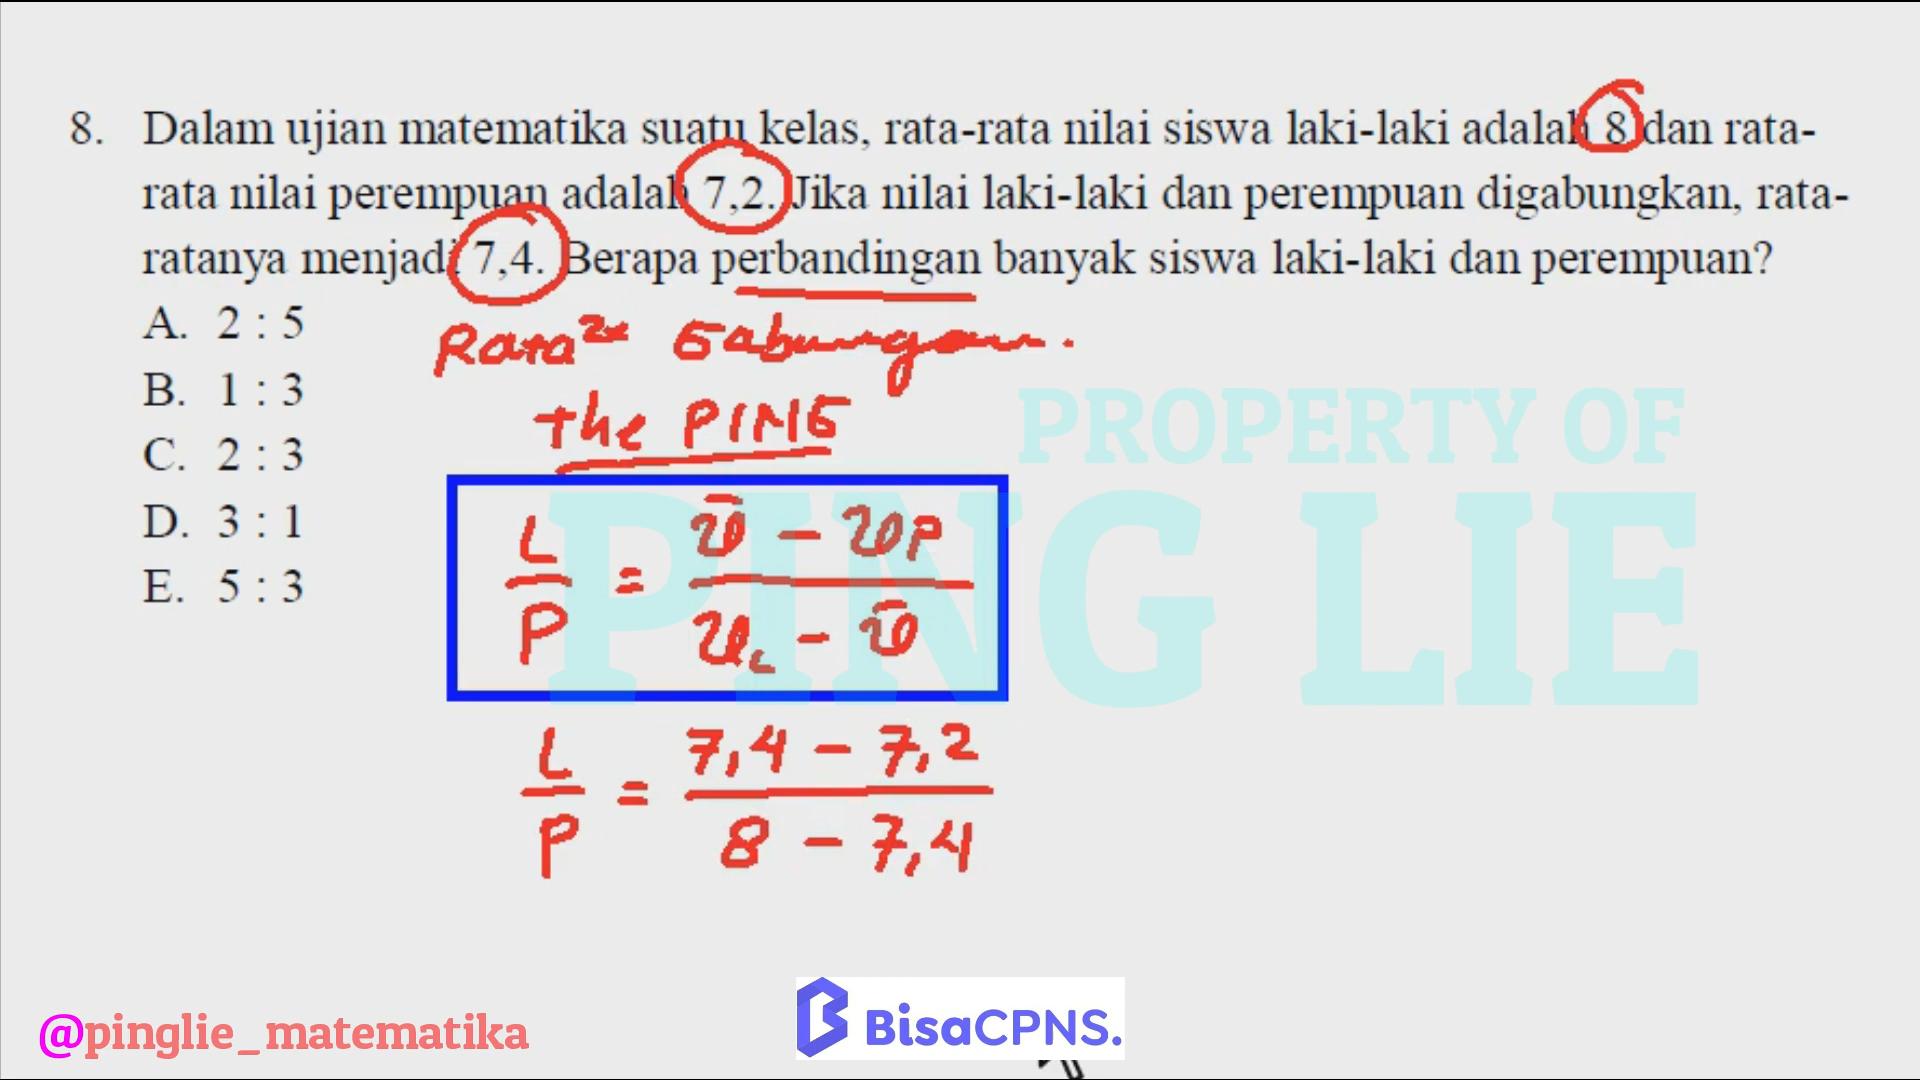 8. Dalam ujian matematika suatu kelas, rata-rata nilai siswa laki-laki adalah 8 dan rata-
rata nilai perempuan adalah 7,2. Jika nilai laki-laki dan perempuan digabungkan, rata-
ratanya menjadi 7,4. Berapa perbandingan banyak siswa laki-laki dan perempuan?
A. 2 : 5
B. 1 : 3
C. 2 : 3
D. 3 : 1
E. 5 : 3
Rata² Gabungan.
the PING
L/P = 7,4 - 7,2 / 8 - 7,4
PROPERTY OF
PING LIE
@pinglie_matematika
BisaCPNS.